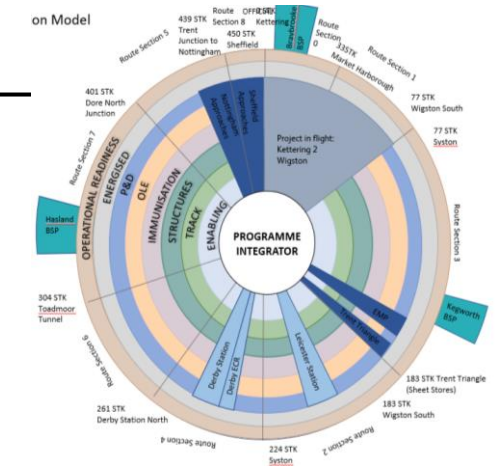 on Model
Route Section 5
439 STK
Trent
Junction to
Nottingham
Route
Section 8
450 STK
Sheffield
Kettering
Braybrooke
BSP
Route
Section
0
335TK
Market Harborough
Route Section 1
77 STK
Wigston South
77 STK
Syston
Route Section 3
Kegworth
BSP
183 STK Trent Triangle
(Sheet Stores)
183 STK
Wigston South
Route Section 2
224 STK
Syston
Route Section 4
261 STK
Derby Station North
Route Section 6
304 STK
Toadmoor
Tunnel
Hasland
BSP
Route Section 7
401 STK
Dore North
Junction
OPERATIONAL READINESS
ENERGISED
P&D
OLE
IMMUNISATION
STRUCTURES
TRACK
ENABLING
Nottingham
Approaches
Sheffield
Approaches
Project in flight:
Kettering 2
Wigston
PROGRAMME
INTEGRATOR
EMP
Trent Triangle
Leicester Station
Derby ECR
Derby Station